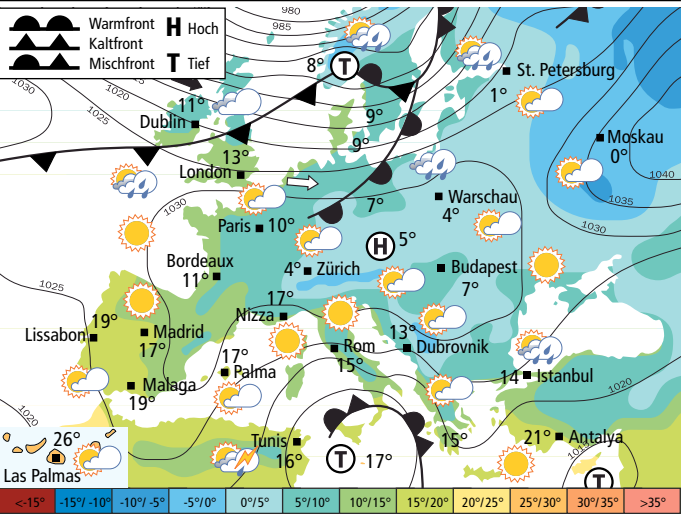 Warmfront
Kaltfront
Mischfront
H Hoch
T Tief
980
985
1030
1025
1020
8° T
St. Petersburg
1°
11°
Dublin
9°
9°
Moskau
0°
13°
London
1040
1035
1030
7°
Warschau
4°
1030
Paris 10°
H 5°
4° Zürich
Bordeaux
11°
Budapest
7°
1025
17°
Nizza
19°
Lissabon
Madrid
17°
13°
Dubrovnik
Rom
15°
17°
Palma
Malaga
19°
14 Istanbul
1020
1020
26°
Las Palmas
Tunis
16°
T -17°
15°
21° Antalya
1015
T
<-15° -15°/ -10° -10°/ -5° -5°/0° 0°/5° 5°/10° 10°/15° 15°/20° 20°/25° 25°/30° 30°/35° >35°